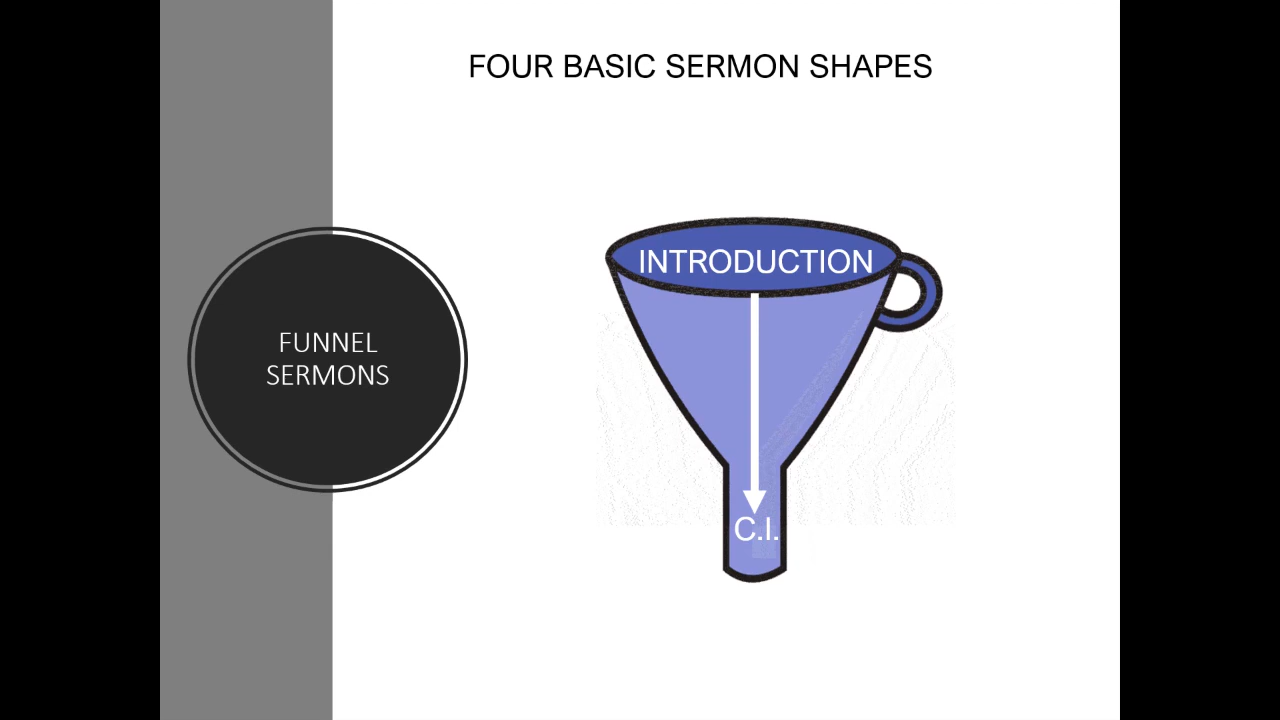 FOUR BASIC SERMON SHAPES
FUNNEL
SERMONS
INTRODUCTION
C.I.